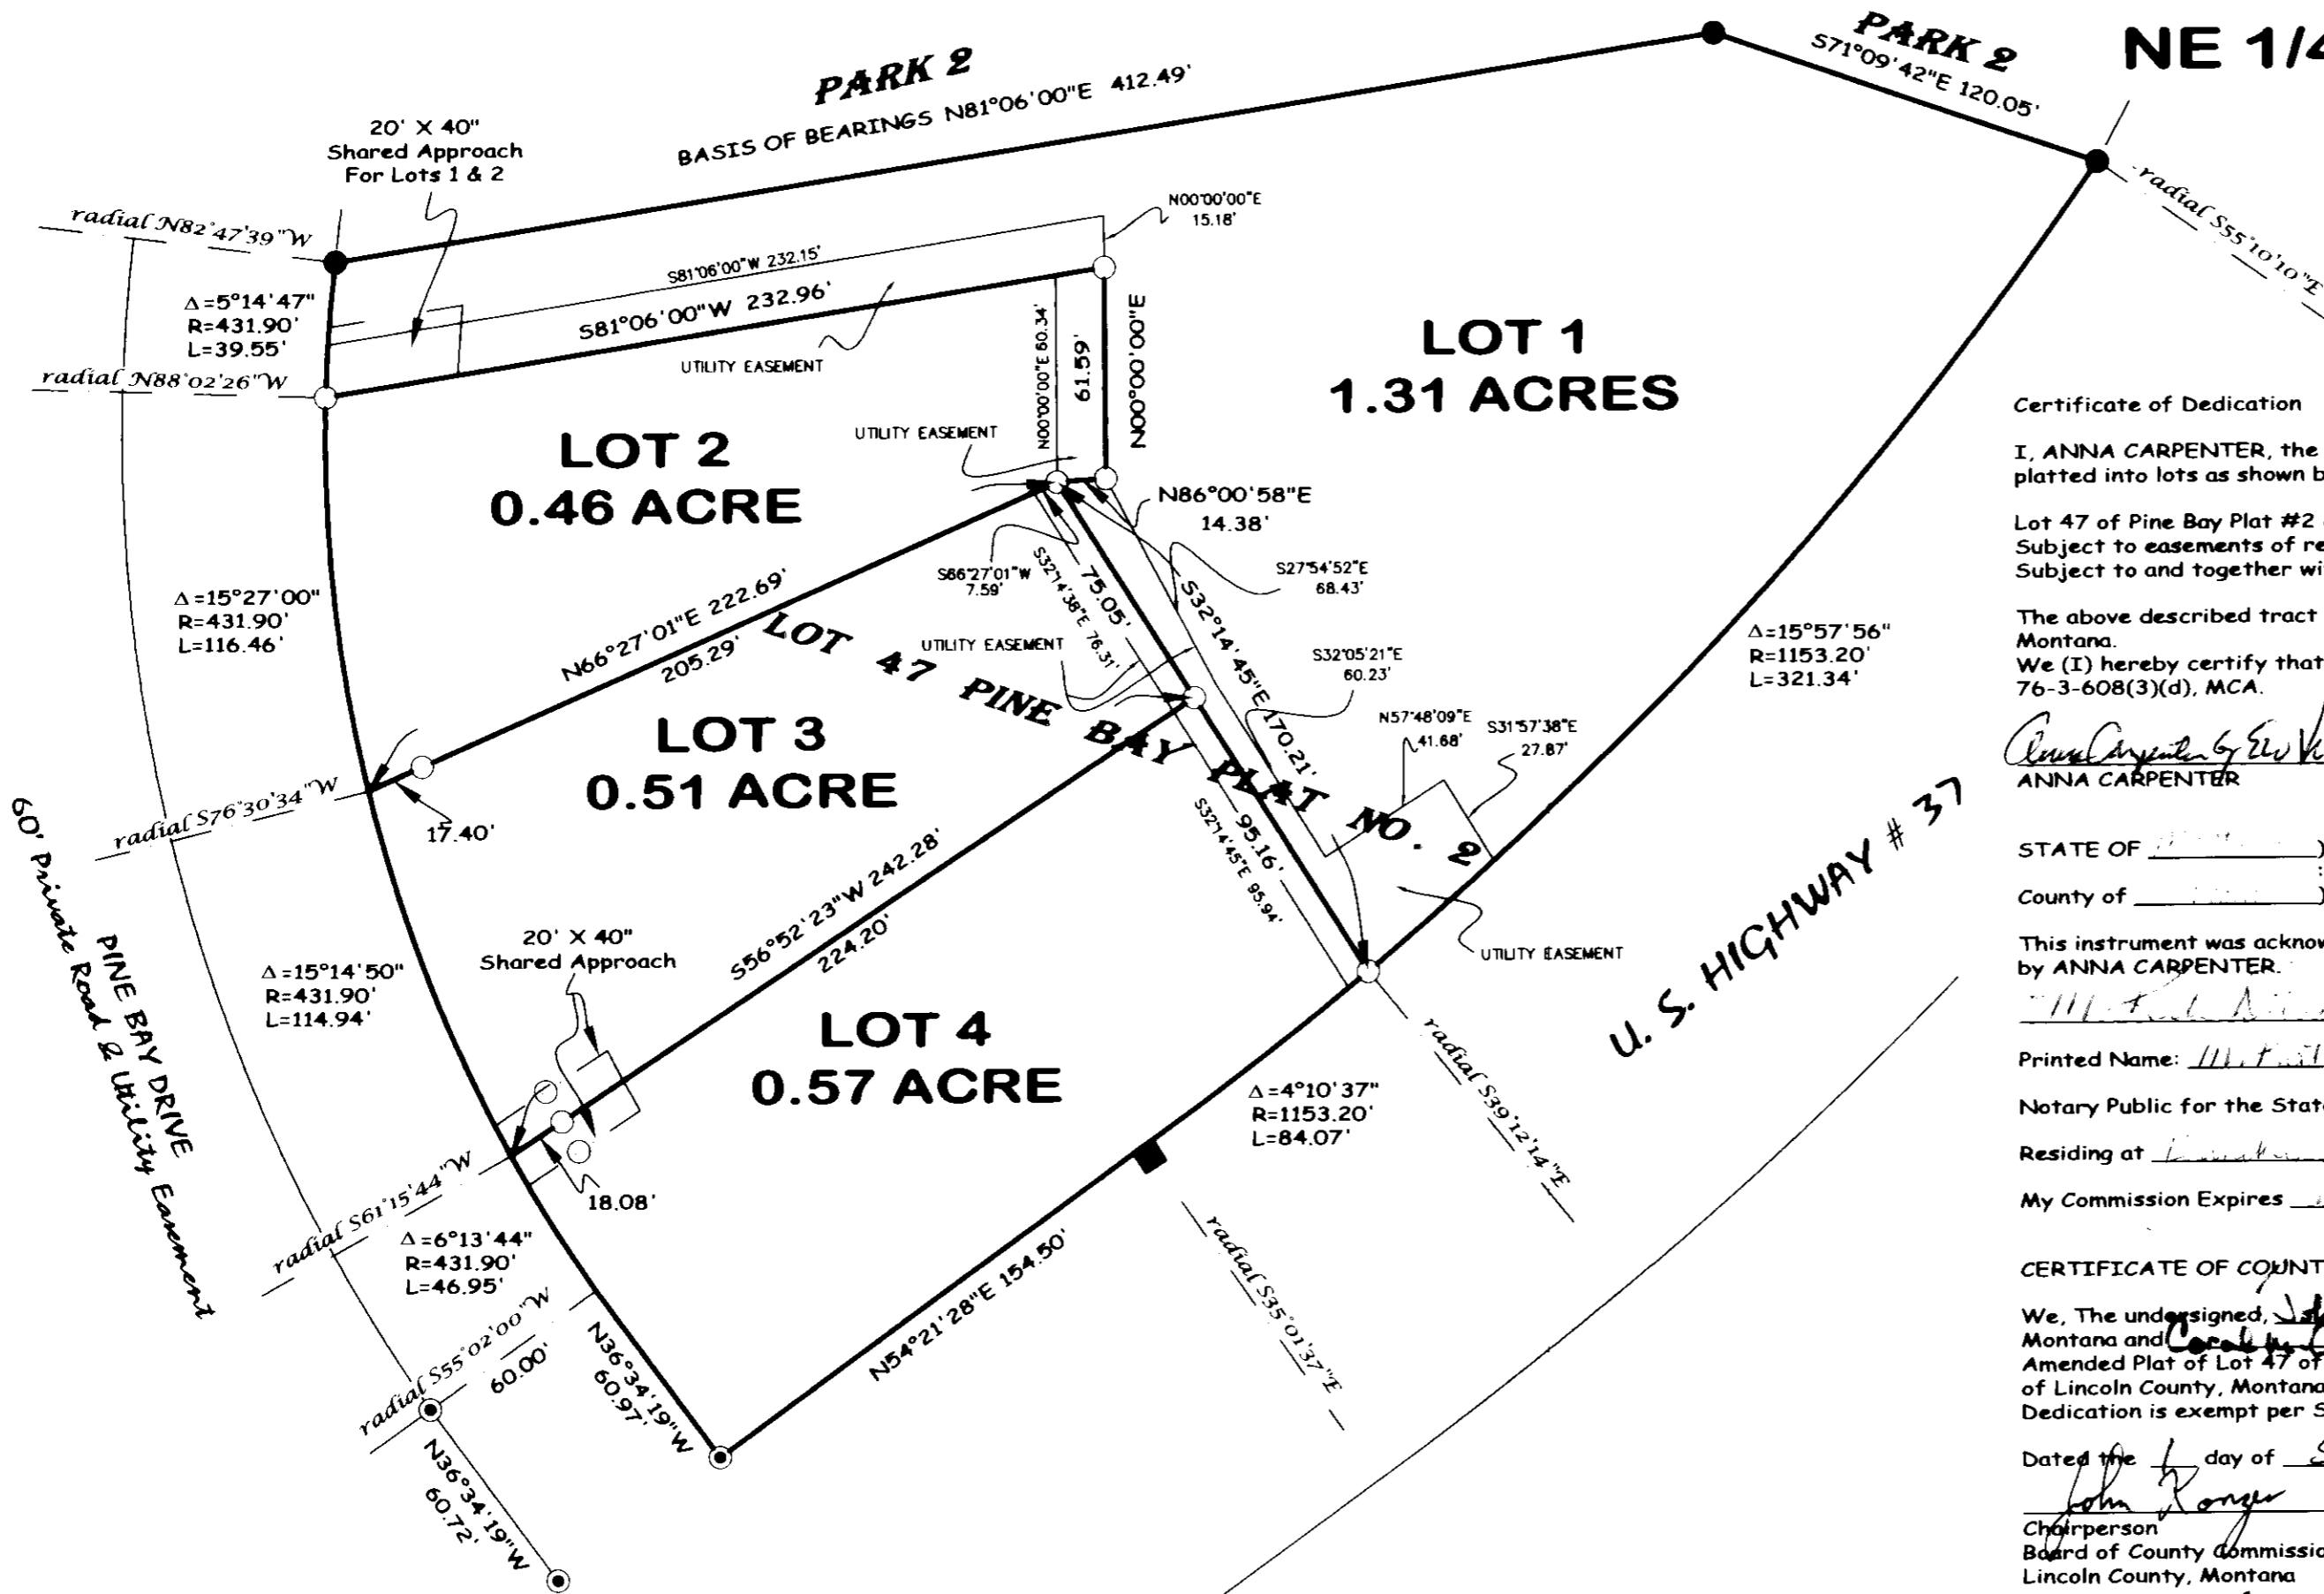 PARK 2
BASIS OF BEARINGS N81°06'00"E 412.49'
PARK 2
S71°09'42"E 120.05'
NE 1/4
20' X 40"
Shared Approach
For Lots 1 & 2
radial N82°47'39"W
Δ=5°14'47"
R=431.90'
L=39.55'
radial N88°02'26"W
S81°06'00"W 232.15'
S81°06'00"W 232.96'
UTILITY EASEMENT
N00°00'00"E
15.18'
N00°00'00"E 60.34'
61.59'
N00°00'00"E
radial S55°10'10"E
LOT 1
1.31 ACRES
LOT 2
0.46 ACRE
UTILITY EASEMENT
N86°00'58"E
14.38'
S66°27'01"W
7.59'
S27°54'52"E
68.43'
S32°14'38"E 76.31'
75.05'
S32°14'45"E 170.21'
Δ=15°27'00"
R=431.90'
L=116.46'
N66°27'01"E 222.69'
205.29'
LOT 47 PINE BAY PLAT NO. 2
UTILITY EASEMENT
S32°05'21"E
60.23'
Δ=15°57'56"
R=1153.20'
L=321.34'
N57°48'09"E
41.68'
S31°57'38"E
27.87'
LOT 3
0.51 ACRE
radial S76°30'34"W
17.40'
95.16'
S32°14'45"E 95.94'
S56°52'23"W 242.28'
224.20'
20' X 40"
Shared Approach
UTILITY EASEMENT
U. S. HIGHWAY # 37
60' Private Road & Utility Easement
PINE BAY DRIVE
Δ=15°14'50"
R=431.90'
L=114.94'
LOT 4
0.57 ACRE
Δ=4°10'37"
R=1153.20'
L=84.07'
radial S39°12'14"E
radial S61°15'44"W
18.08'
Δ=6°13'44"
R=431.90'
L=46.95'
radial S55°02'00"W
60.00'
N36°34'19"W
60.97'
N54°21'28"E 154.50'
radial S35°01'37"E
N36°34'19"W
60.72'
Certificate of Dedication
I, ANNA CARPENTER, the
platted into lots as shown b
Lot 47 of Pine Bay Plat #2
Subject to easements of re
Subject to and together wi
The above described tract
Montana.
We (I) hereby certify that
76-3-608(3)(d), MCA.
Anna Carpenter by
ANNA CARPENTER
STATE OF )
County of )
This instrument was acknow
by ANNA CARPENTER.
Printed Name:
Notary Public for the Stat
Residing at
My Commission Expires
CERTIFICATE OF COUNT
We, The undersigned,
Montana and
Amended Plat of Lot 47 of
of Lincoln County, Montana
Dedication is exempt per S
Dated the day of
John Konzen
Chairperson
Board of County Commissio
Lincoln County, Montana